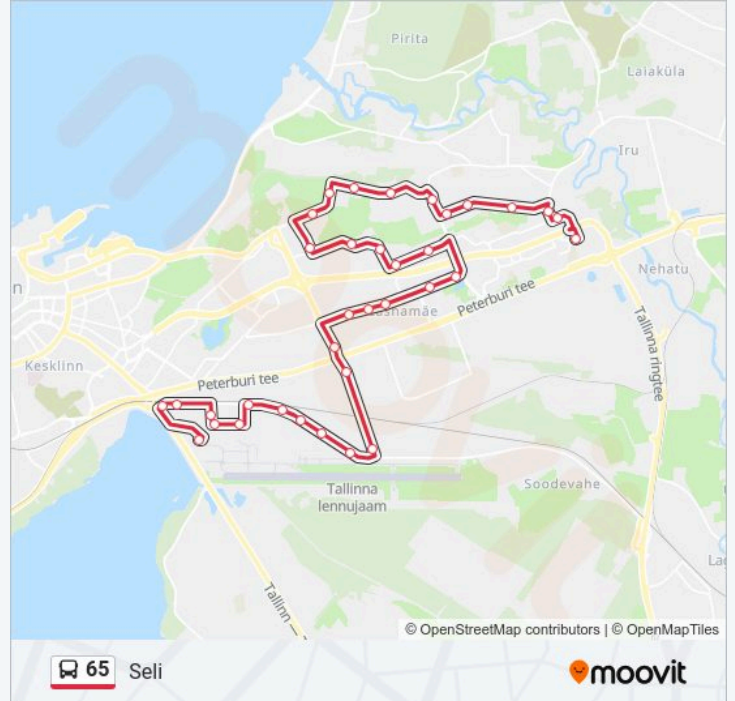 Pirita
Laiaküla
Iru
Nehatu
Peterburi tee
Tallinna ringtee
Kesklinn
Peterburi tee
Tallinna
lennujaam
Soodevahe
Tallinn —
© OpenStreetMap contributors | © OpenMapTiles
65 Seli
moovit